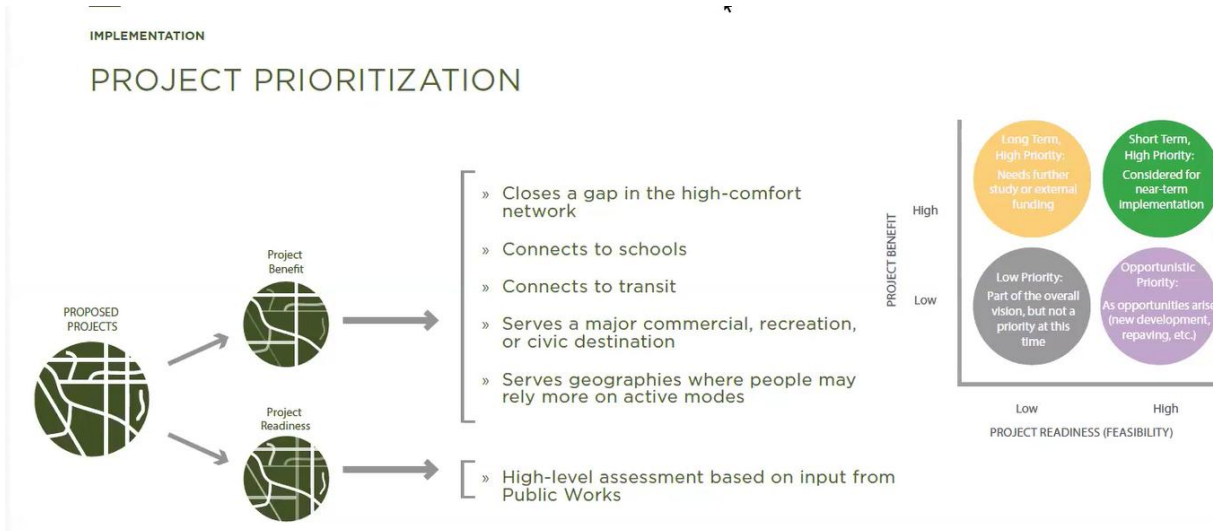 IMPLEMENTATION
PROJECT PRIORITIZATION
PROPOSED
PROJECTS
Project
Benefit
Project
Readiness
» Closes a gap in the high-comfort
network
» Connects to schools
» Connects to transit
» Serves a major commercial, recreation,
or civic destination
» Serves geographies where people may
rely more on active modes
» High-level assessment based on input from
Public Works
PROJECT BENEFIT
High
Low
Long Term,
High Priority:
Needs further
study or external
funding
Short Term,
High Priority:
Considered for
near-term
implementation
Low Priority:
Part of the overall
vision, but not a
priority at this
time
Opportunistic
Priority:
As opportunities arise
(new development,
repaving, etc.)
Low
High
PROJECT READINESS (FEASIBILITY)